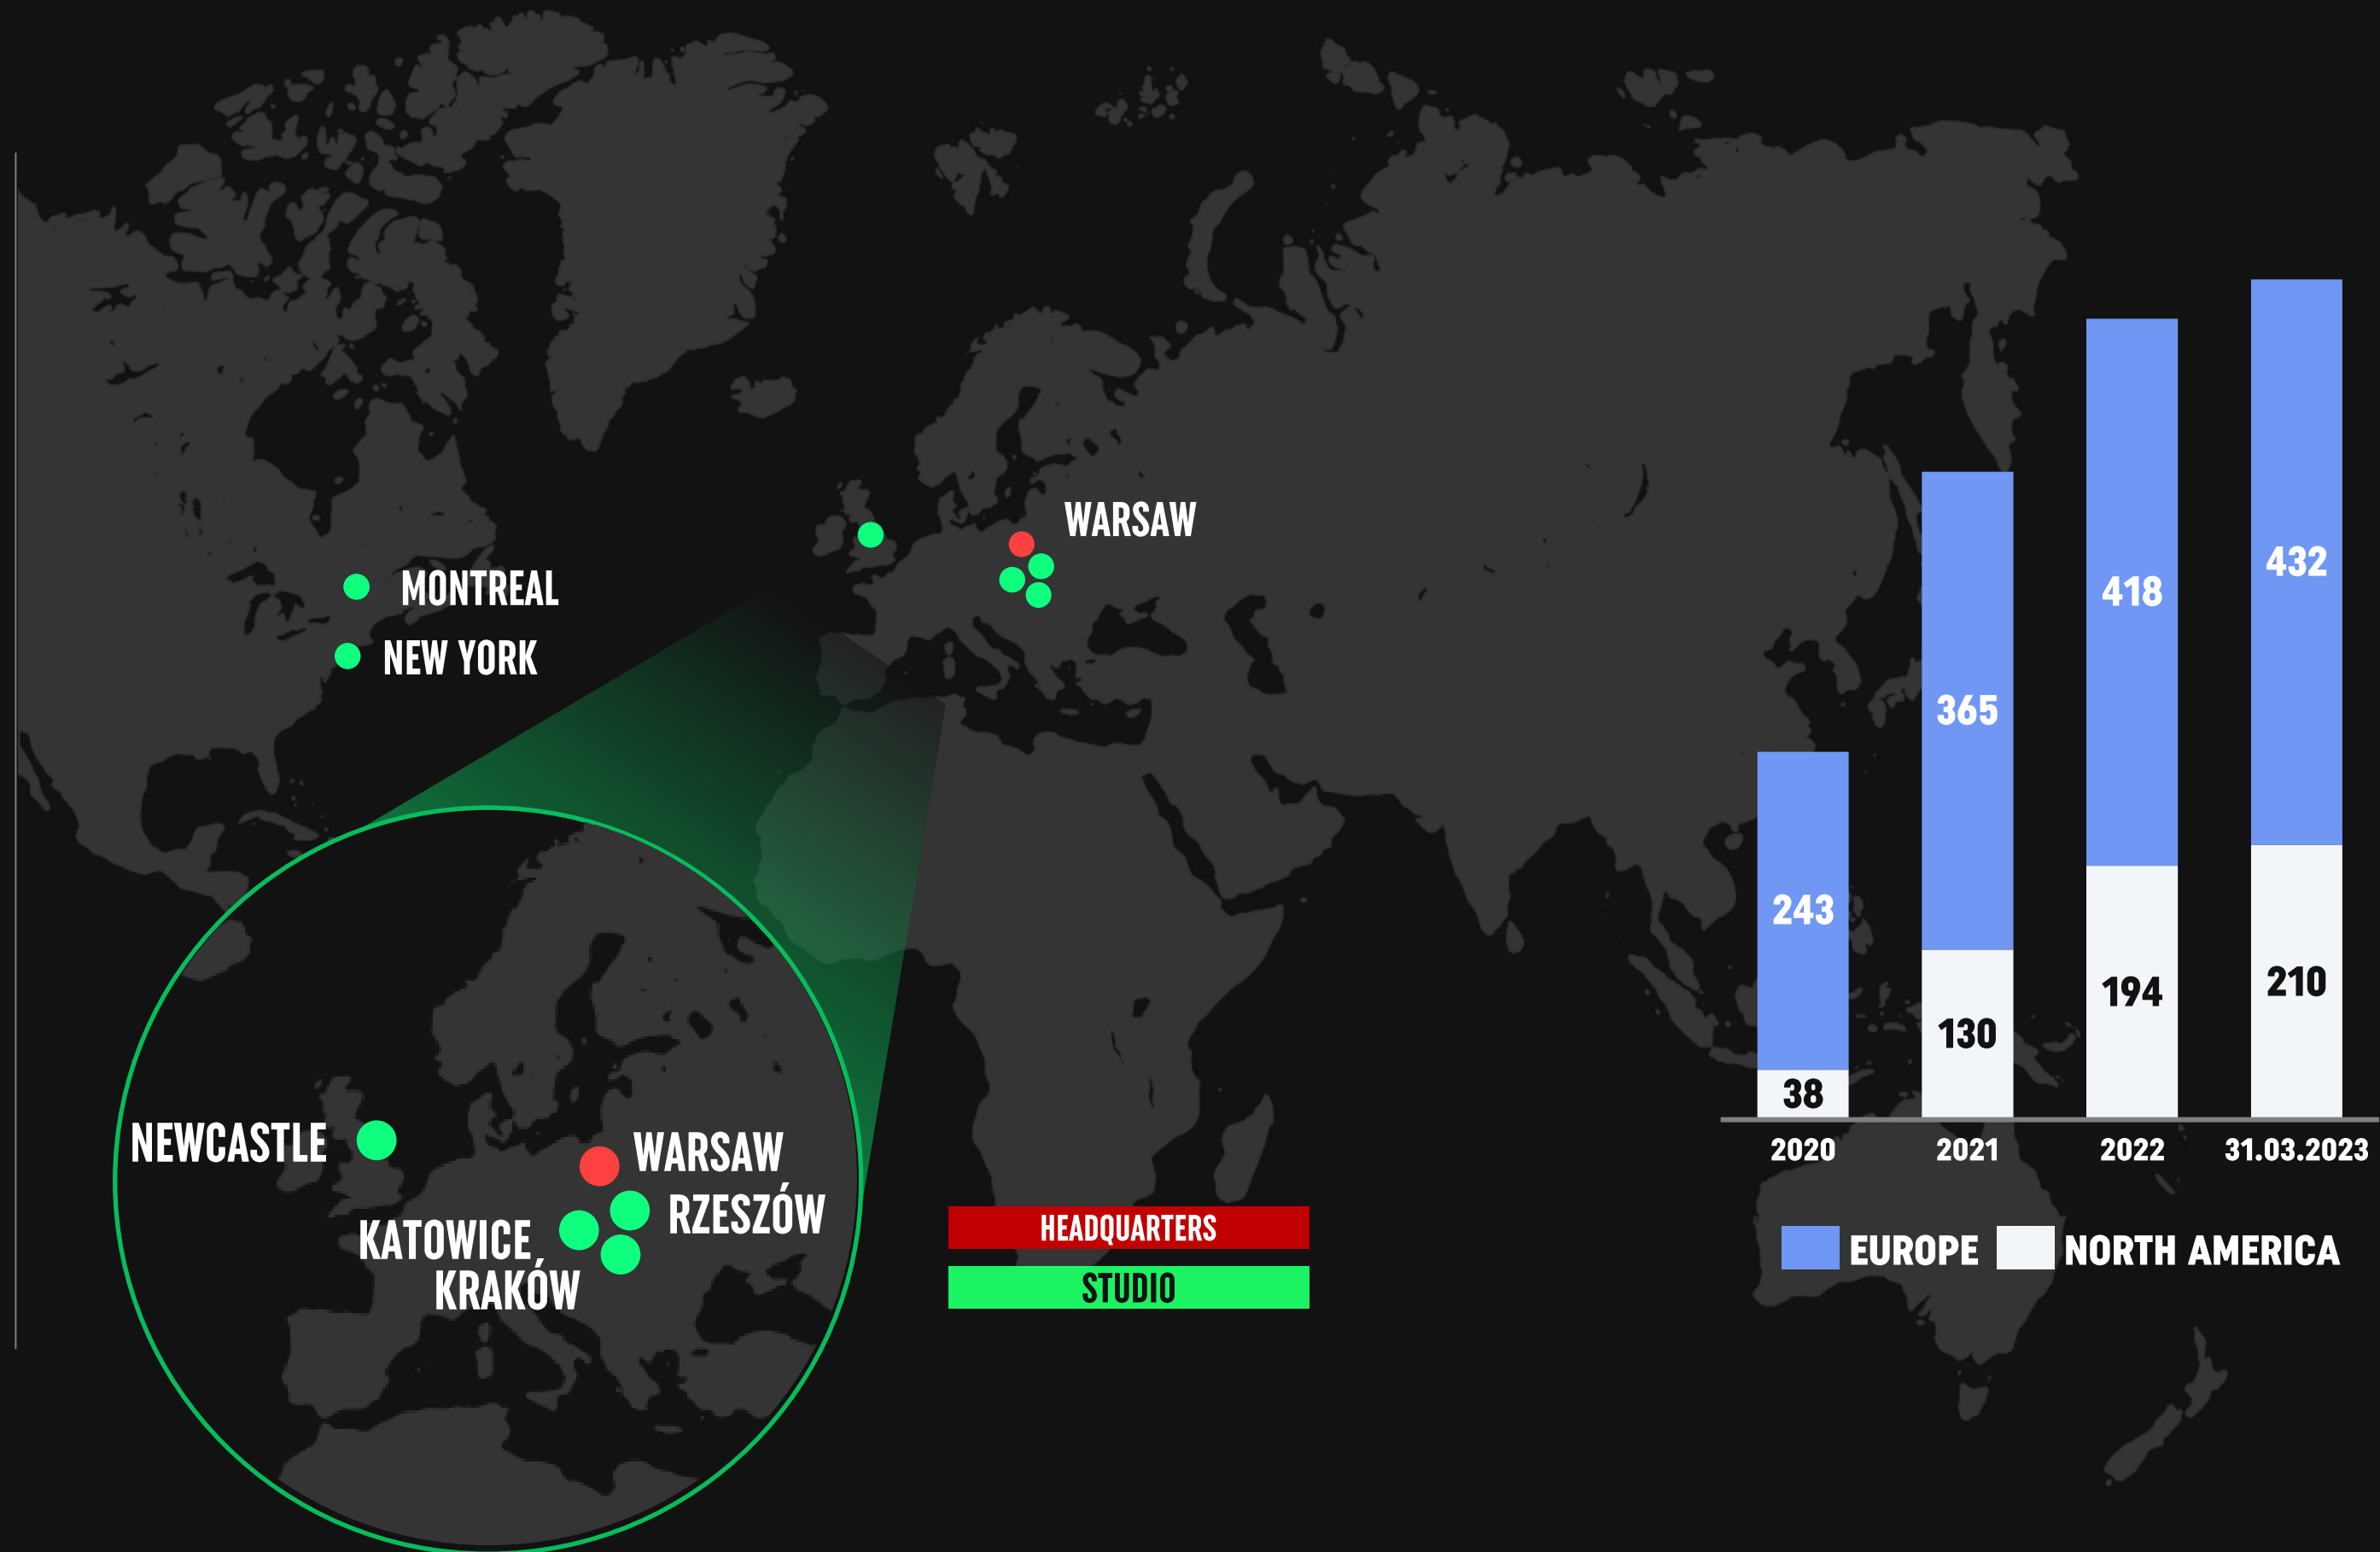 WARSAW
MONTREAL
NEW YORK
NEWCASTLE
WARSAW
RZESZÓW
KATOWICE
KRAKÓW
HEADQUARTERS
STUDIO
243
38
365
130
418
194
432
210
2020 2021 2022 31.03.2023
EUROPE NORTH AMERICA